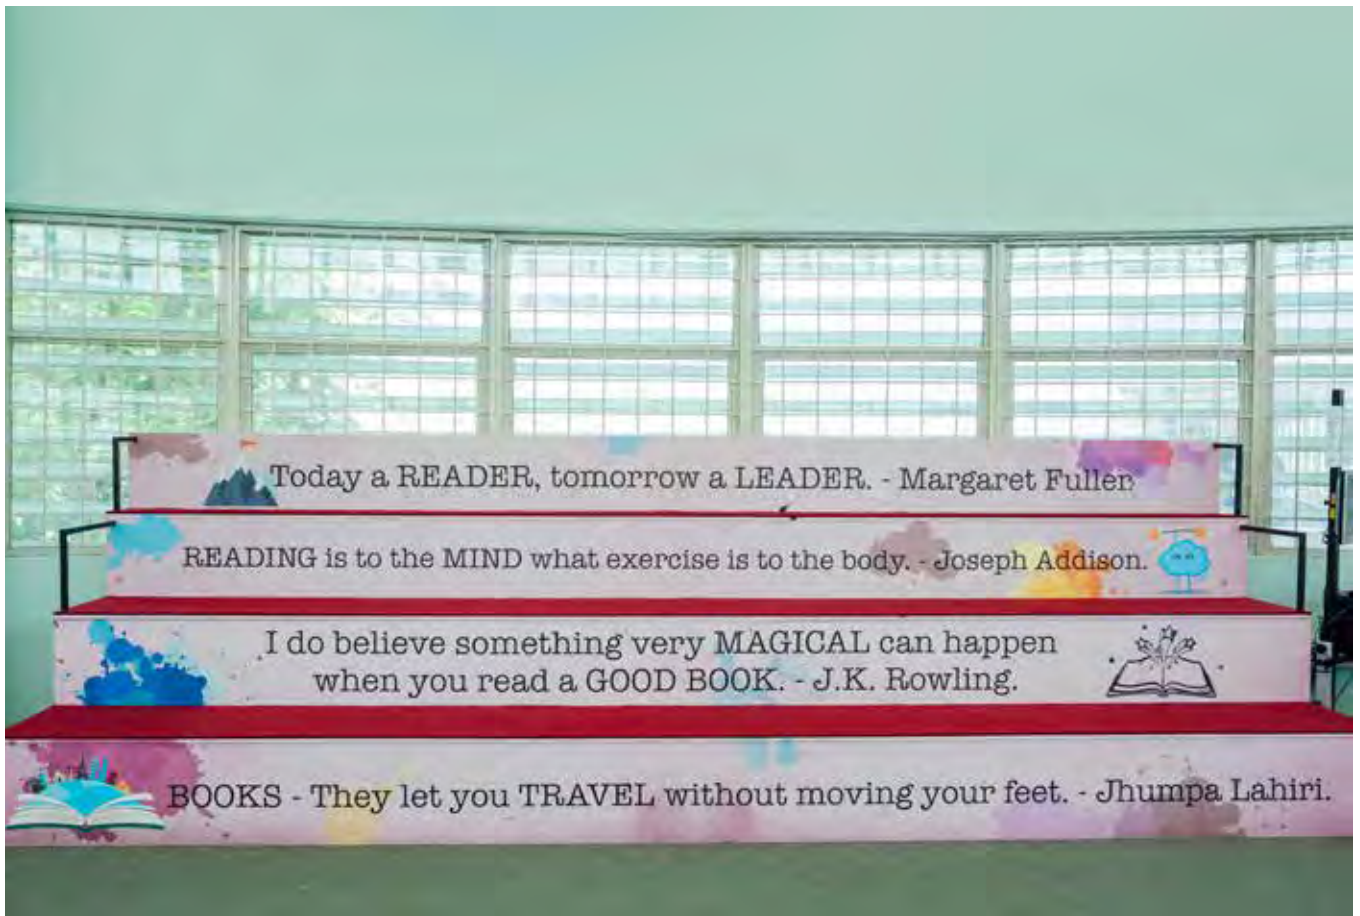 Today a READER, tomorrow a LEADER. - Margaret Fuller.
READING is to the MIND what exercise is to the body. - Joseph Addison.
I do believe something very MAGICAL can happen
when you read a GOOD BOOK. - J.K. Rowling.
BOOKS - They let you TRAVEL without moving your feet. - Jhumpa Lahiri.